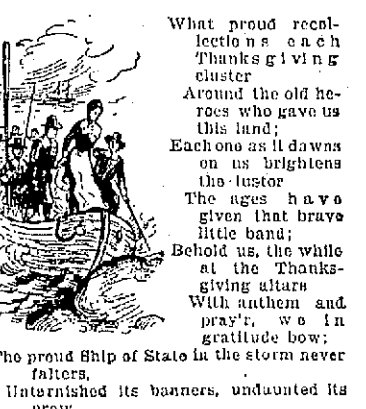 What proud recol-
lections each
Thanksgiving
cluster
Around the old he-
roes who gave us
this land;
Each one as it dawns
on us brightens
the luster
The ages have
given that brave
little band;
Behold us, the while
at the Thanks-
giving altars
With anthem and
pray'r, we in
gratitude bow;
The proud Ship of State in the storm never
falters,
Untarnished its banners, undaunted its
prow.